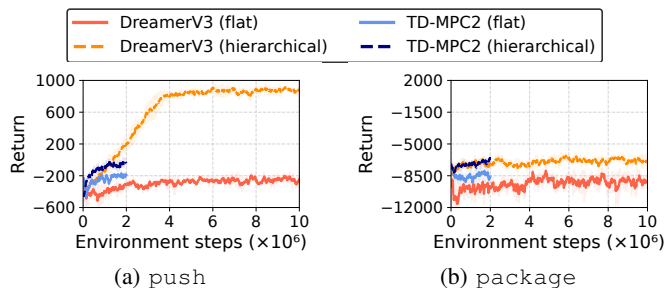 DreamerV3 (flat)
TD-MPC2 (flat)
DreamerV3 (hierarchical)
TD-MPC2 (hierarchical)
Return
1000
600
200
−200
−600
0
2
4
6
8
10
Environment steps (×10⁶)
(a) push
Return
2000
−1500
−5000
−8500
−12000
0
2
4
6
8
10
Environment steps (×10⁶)
(b) package